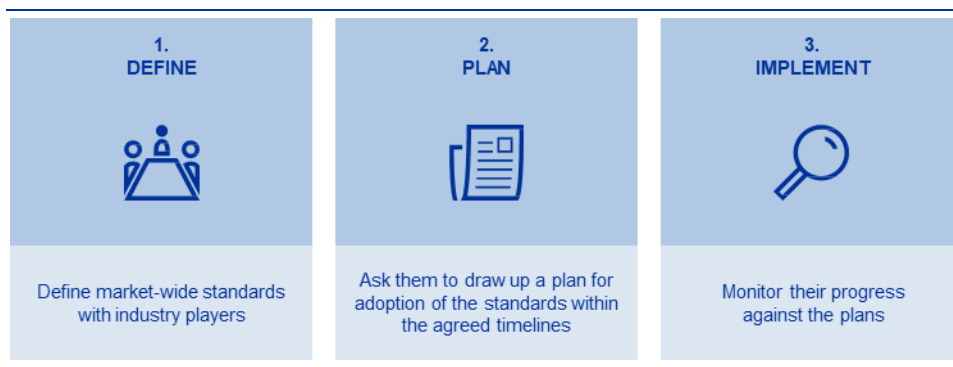 1.
DEFINE
Define market-wide standards
with industry players
2.
PLAN
Ask them to draw up a plan for
adoption of the standards within
the agreed timelines
3.
IMPLEMENT
Monitor their progress
against the plans